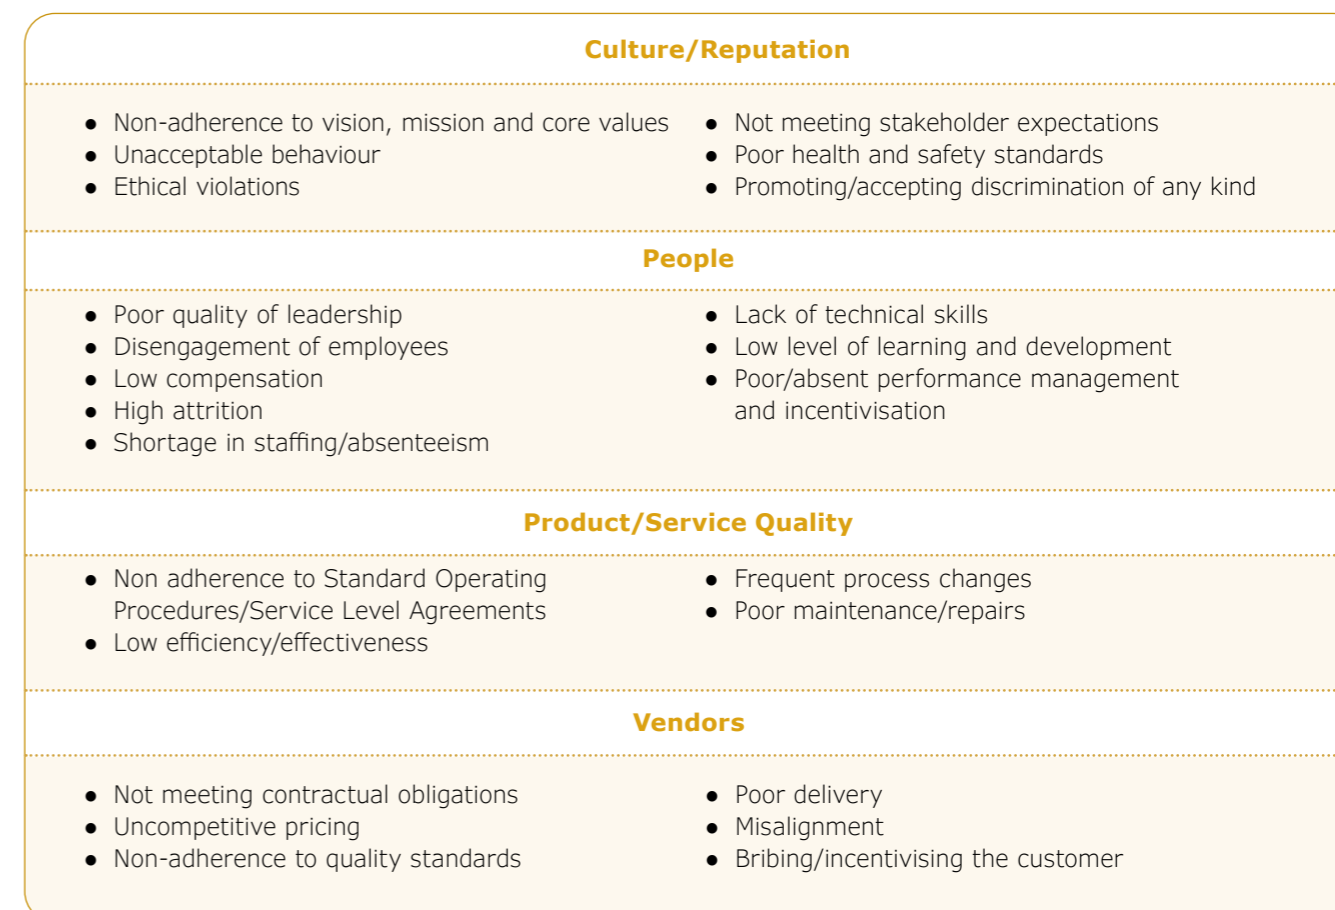 Culture/Reputation
● Non-adherence to vision, mission and core values
● Unacceptable behaviour
● Ethical violations
● Not meeting stakeholder expectations
● Poor health and safety standards
● Promoting/accepting discrimination of any kind
People
● Poor quality of leadership
● Disengagement of employees
● Low compensation
● High attrition
● Shortage in staffing/absenteeism
● Lack of technical skills
● Low level of learning and development
● Poor/absent performance management
and incentivisation
Product/Service Quality
● Non adherence to Standard Operating
Procedures/Service Level Agreements
● Low efficiency/effectiveness
● Frequent process changes
● Poor maintenance/repairs
Vendors
● Not meeting contractual obligations
● Uncompetitive pricing
● Non-adherence to quality standards
● Poor delivery
● Misalignment
● Bribing/incentivising the customer